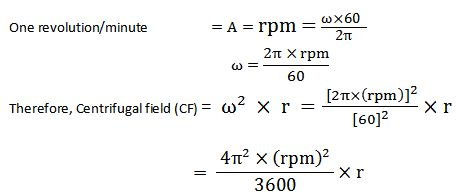 One revolution/minute = A = rpm = ω×60/2π
ω = 2π × rpm/60
Therefore, Centrifugal field (CF) = ω² × r = [2π×(rpm)]²/[60]² × r
= 4π² × (rpm)²/3600 × r